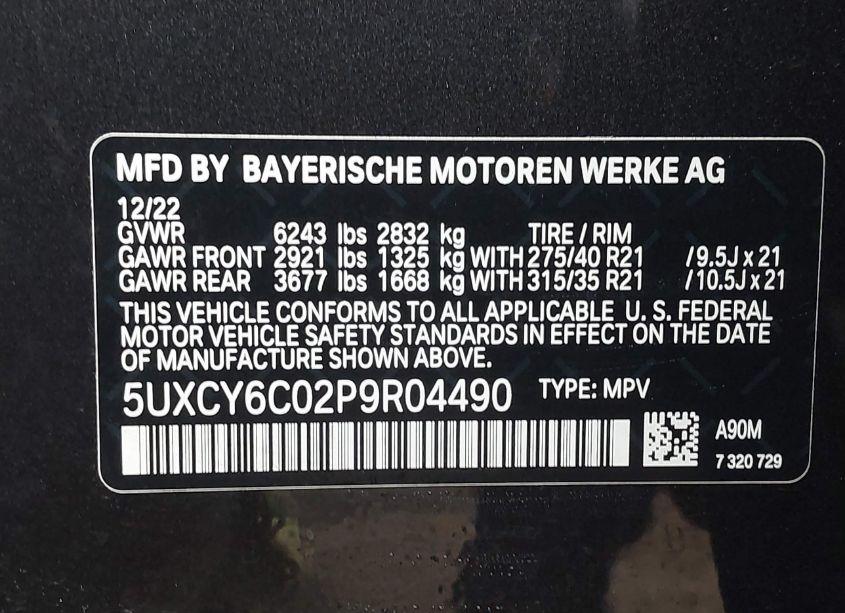 MFD BY BAYERISCHE MOTOREN WERKE AG
12/22
GVWR 6243 lbs 2832 kg TIRE / RIM
GAWR FRONT 2921 lbs 1325 kg WITH 275/40 R21 / 9.5J x 21
GAWR REAR 3677 lbs 1668 kg WITH 315/35 R21 / 10.5J x 21
THIS VEHICLE CONFORMS TO ALL APPLICABLE U. S. FEDERAL
MOTOR VEHICLE SAFETY STANDARDS IN EFFECT ON THE DATE
OF MANUFACTURE SHOWN ABOVE.
5UXCY6C02P9R04490 TYPE: MPV
A90M
7 320 729